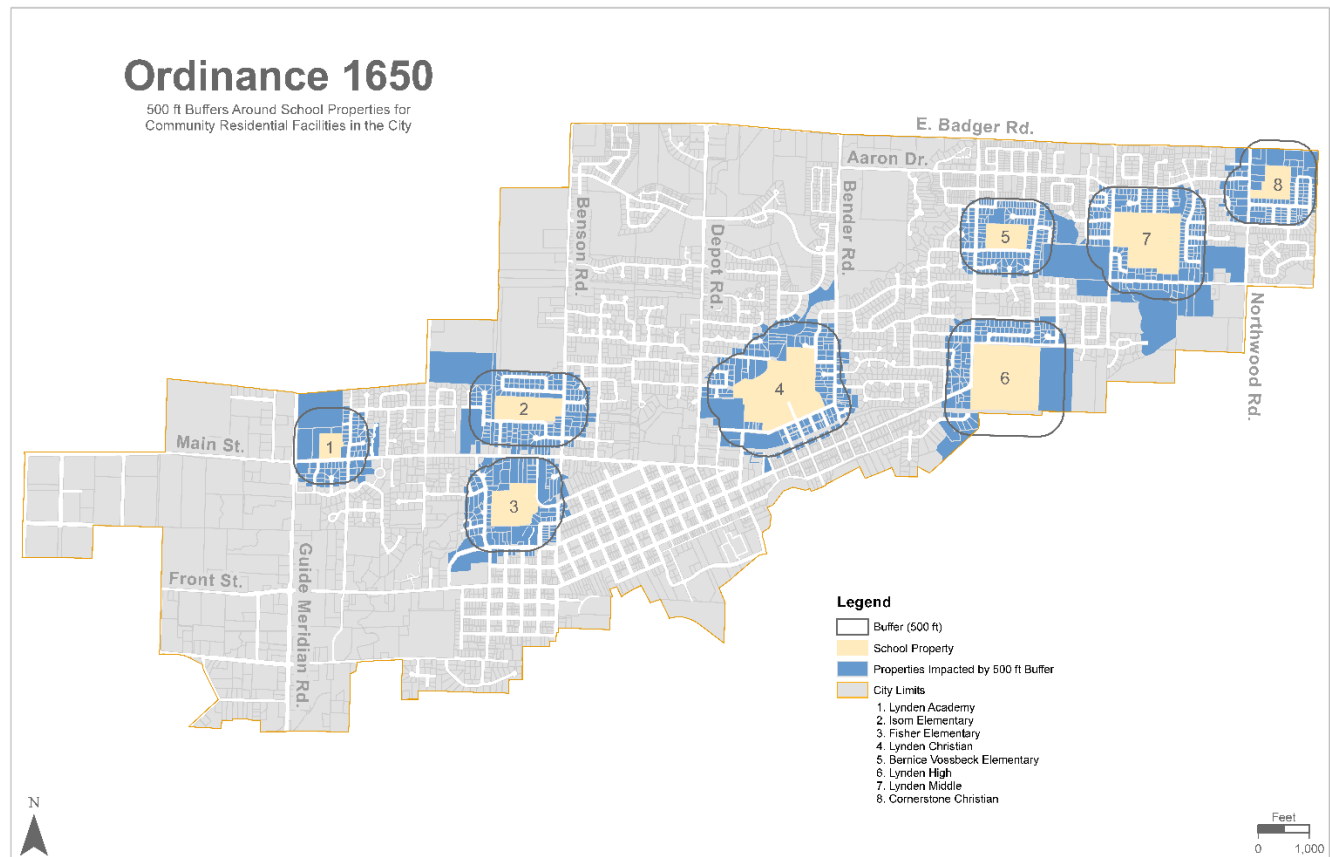 Ordinance 1650
500 ft Buffers Around School Properties for
Community Residential Facilities in the City
E. Badger Rd.
Aaron Dr.
Bender Rd.
Benson Rd.
Depot Rd.
Northwood Rd.
Main St.
Front St.
Guide Meridian Rd.
8
7
5
6
4
2
1
3
Legend
Buffer (500 ft)
School Property
Properties Impacted by 500 ft Buffer
City Limits
1. Lynden Academy
2. Isom Elementary
3. Fisher Elementary
4. Lynden Christian
5. Bernice Vossbeck Elementary
6. Lynden High
7. Lynden Middle
8. Cornerstone Christian
N
Feet
0 1,000